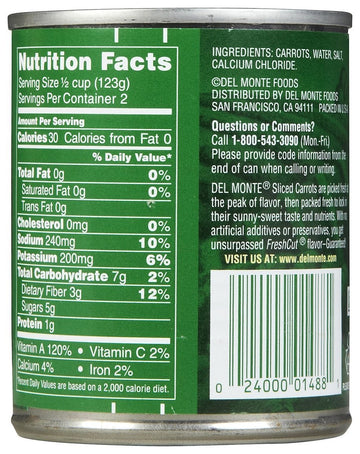 Nutrition Facts
Serving Size ½ cup (123g)
Servings Per Container 2
Amount Per Serving
Calories 30 Calories from Fat 0
% Daily Value*
Total Fat 0g 0%
Saturated Fat 0g 0%
Trans Fat 0g
Cholesterol 0mg 0%
Sodium 240mg 10%
Potassium 200mg 6%
Total Carbohydrate 7g 2%
Dietary Fiber 3g 12%
Sugars 5g
Protein 1g
Vitamin A 120% • Vitamin C 2%
Calcium 4% • Iron 2%
Percent Daily Values are based on a 2,000 calorie diet.
INGREDIENTS: CARROTS, WATER, SALT,
CALCIUM CHLORIDE.
©DEL MONTE FOODS
DISTRIBUTED BY DEL MONTE FOODS
SAN FRANCISCO, CA 94111 PACKED IN U.S.A.
Questions or Comments?
Call 1-800-543-3090 (Mon.-Fri.)
Please provide code information from the
end of can when calling or writing.
DEL MONTE® Sliced Carrots are picked fresh at
the peak of flavor, then packed fresh to lock in
their sunny-sweet taste and nutrients. With no
artificial additives or preservatives, you get
unsurpassed FreshCut® flavor-Guaranteed!
VISIT US AT: www.delmonte.com
0 24000 01488